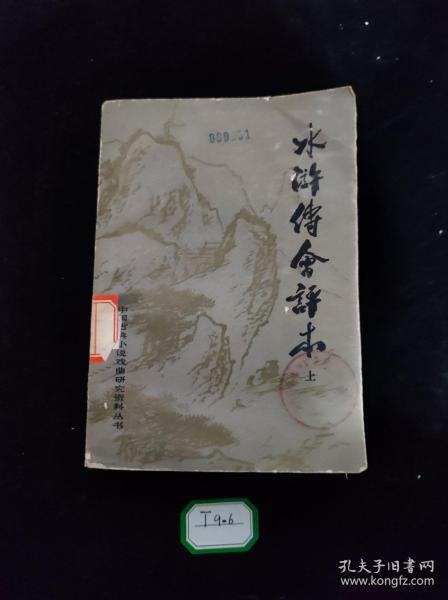 水滸傳會評本
上
中国古典小说戏曲研究资料丛书
T9.6
孔夫子旧书网
www.kongfz.com